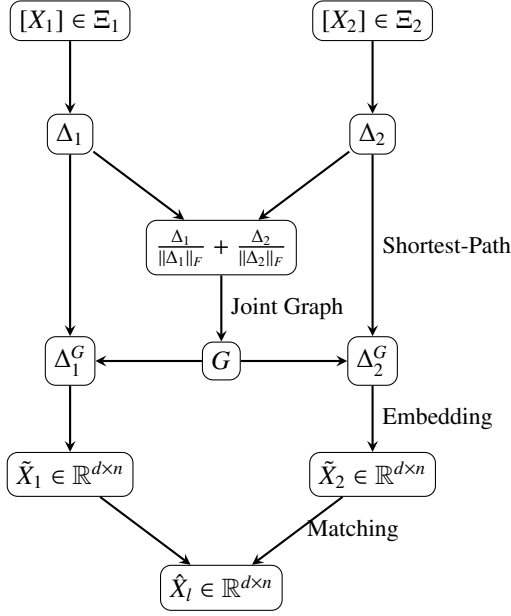 [X₁] ∈ Ξ₁ [X₂] ∈ Ξ₂
Δ₁ Δ₂
Δ₁/‖Δ₁‖_F + Δ₂/‖Δ₂‖_F
Shortest-Path
Joint Graph
Δ₁^G G Δ₂^G
Embedding
X̃₁ ∈ ℝ^{d×n} X̃₂ ∈ ℝ^{d×n}
Matching
X̂_l ∈ ℝ^{d×n}